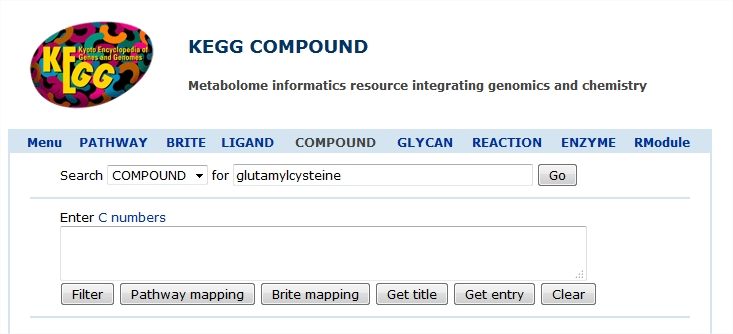 Kyoto Encyclopedia of
Genes and Genomes
KEGG
KEGG COMPOUND
Metabolome informatics resource integrating genomics and chemistry
Menu PATHWAY BRITE LIGAND COMPOUND GLYCAN REACTION ENZYME RModule
Search COMPOUND for glutamylcysteine Go
Enter C numbers
Filter Pathway mapping Brite mapping Get title Get entry Clear